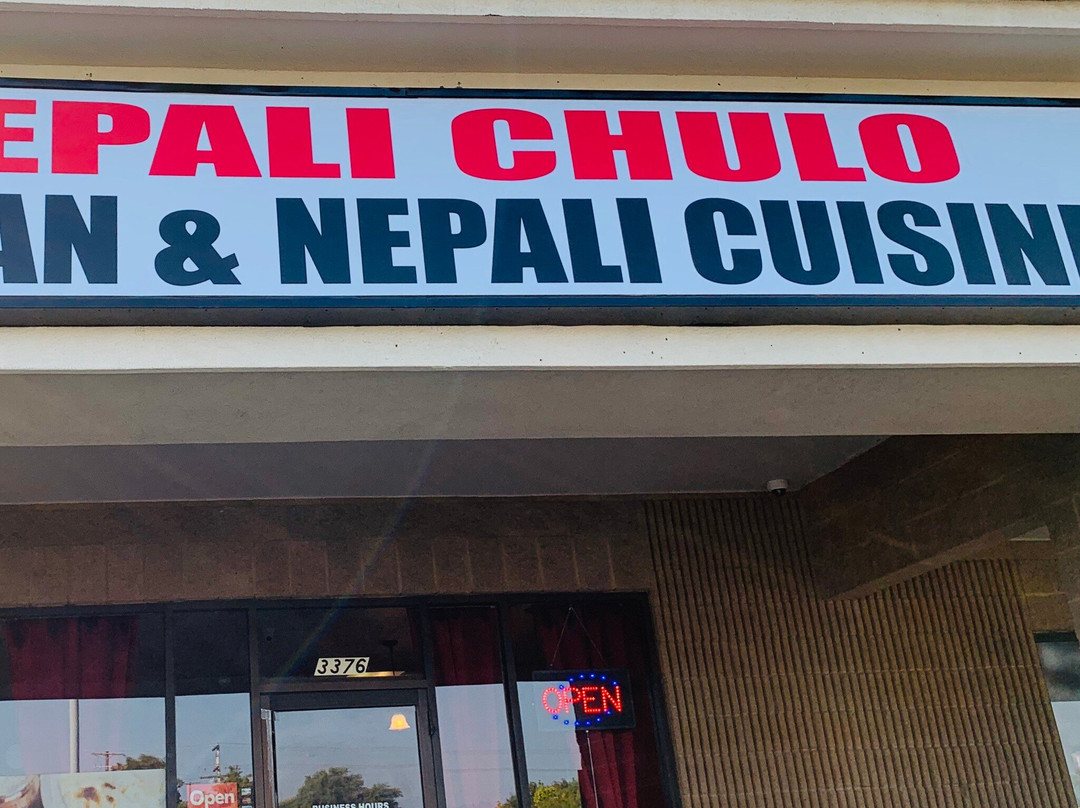 EPALI CHULO
AN & NEPALI CUISIN
3376
OPEN
Open
BUSINESS HOURS